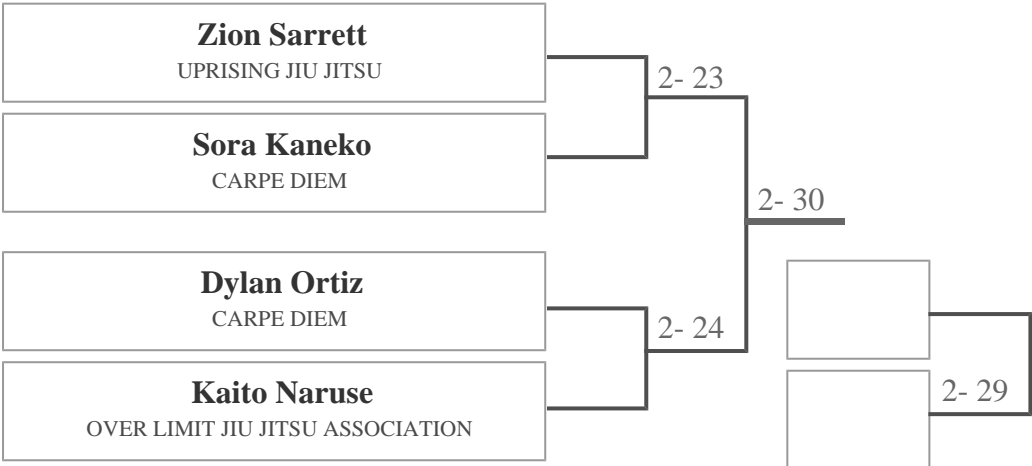 Zion Sarrett
UPRISING JIU JITSU
2- 23
Sora Kaneko
CARPE DIEM
2- 30
Dylan Ortiz
CARPE DIEM
2- 24
Kaito Naruse
OVER LIMIT JIU JITSU ASSOCIATION
2- 29